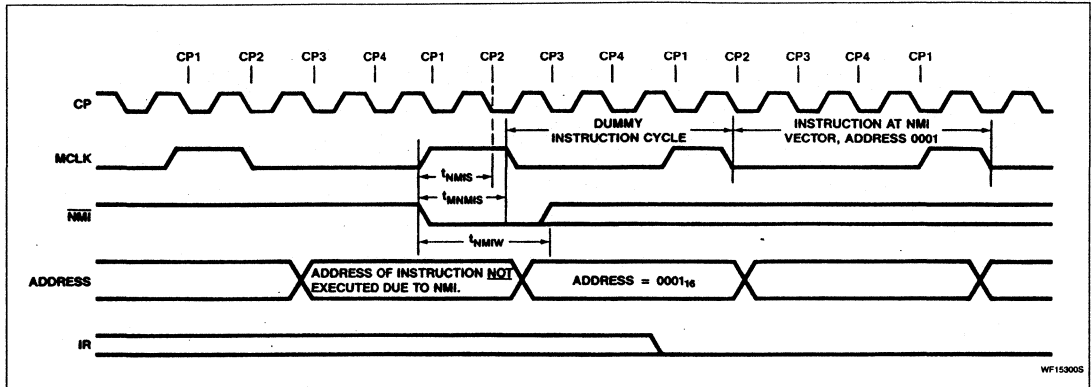 CP1 CP2 CP3 CP4 CP1 CP2 CP3 CP4 CP1 CP2 CP3 CP4 CP1
CP
DUMMY
INSTRUCTION CYCLE
INSTRUCTION AT NMI
VECTOR, ADDRESS 0001
MCLK
tNMIS
tMNMIS
NMI
tNMIW
ADDRESS
ADDRESS OF INSTRUCTION NOT
EXECUTED DUE TO NMI.
ADDRESS = 0001₁₆
IR
WF15300S